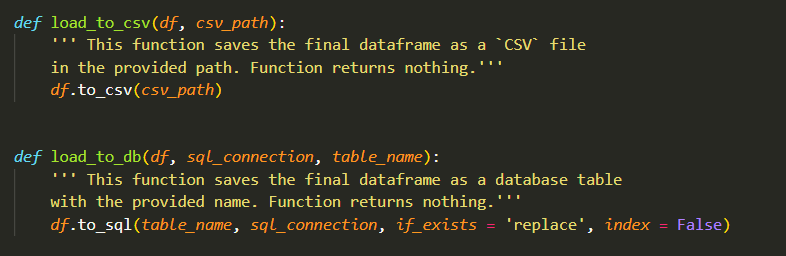 def load_to_csv(df, csv_path):
    ''' This function saves the final dataframe as a `CSV` file
    in the provided path. Function returns nothing.'''
    df.to_csv(csv_path)
def load_to_db(df, sql_connection, table_name):
    ''' This function saves the final dataframe as a database table
    with the provided name. Function returns nothing.'''
    df.to_sql(table_name, sql_connection, if_exists = 'replace', index = False)